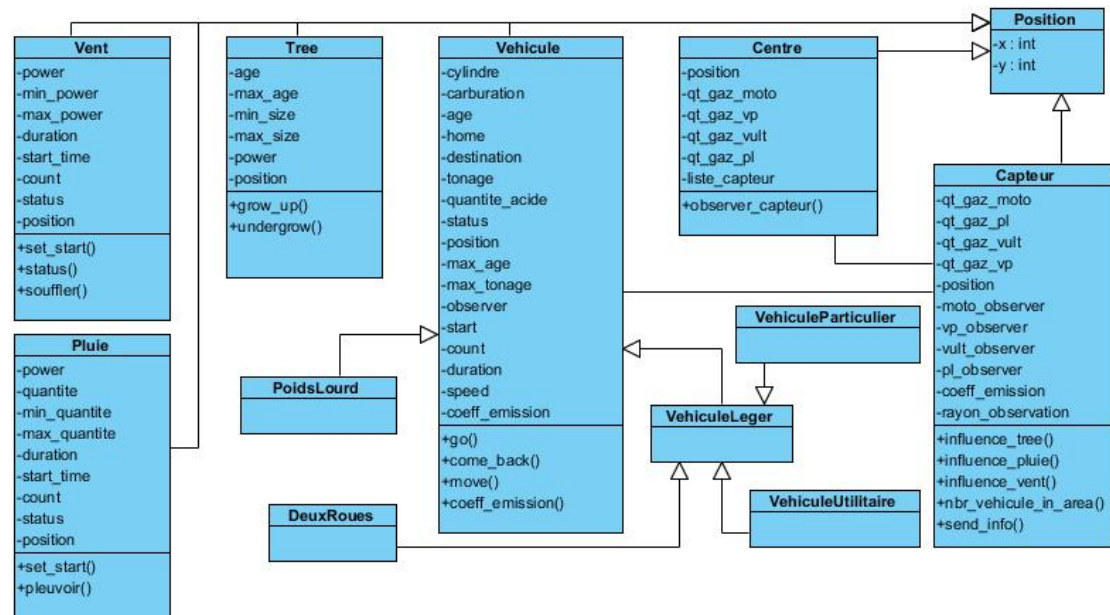 Vent
-power
-min_power
-max_power
-duration
-start_time
-count
-status
-position
+set_start()
+status()
+souffler()
Tree
-age
-max_age
-min_size
-max_size
-power
-position
+grow_up()
+undergrow()
Vehicule
-cylindre
-carburation
-age
-home
-destination
-tonage
-quantite_acide
-status
-position
-max_age
-max_tonage
-observer
-start
-count
-duration
-speed
-coeff_emission
+go()
+come_back()
+move()
+coeff_emission()
Centre
-position
-qt_gaz_moto
-qt_gaz_vp
-qt_gaz_vult
-qt_gaz_pl
-liste_capteur
+observer_capteur()
Position
-x : int
-y : int
Capteur
-qt_gaz_moto
-qt_gaz_pl
-qt_gaz_vult
-qt_gaz_vp
-position
-moto_observer
-vp_observer
-vult_observer
-pl_observer
-coeff_emission
-rayon_observation
+influence_tree()
+influence_pluie()
+influence_vent()
+nbr_vehicule_in_area()
+send_info()
Pluie
-power
-quantite
-min_quantite
-max_quantite
-duration
-start_time
-count
-status
-position
+set_start()
+pleuvoir()
PoidsLourd
VehiculeParticulier
VehiculeLeger
DeuxRoues
VehiculeUtilitaire